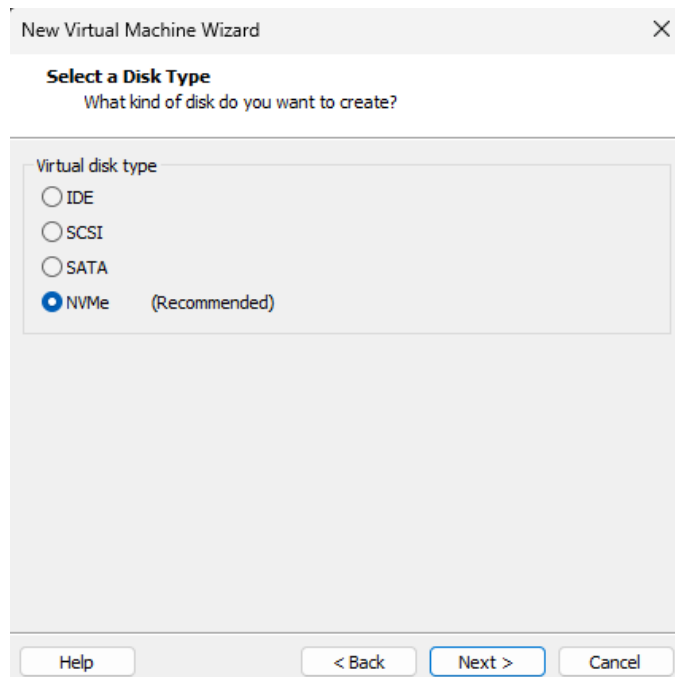 New Virtual Machine Wizard
Select a Disk Type
What kind of disk do you want to create?
Virtual disk type
IDE
SCSI
SATA
NVMe (Recommended)
Help < Back Next > Cancel